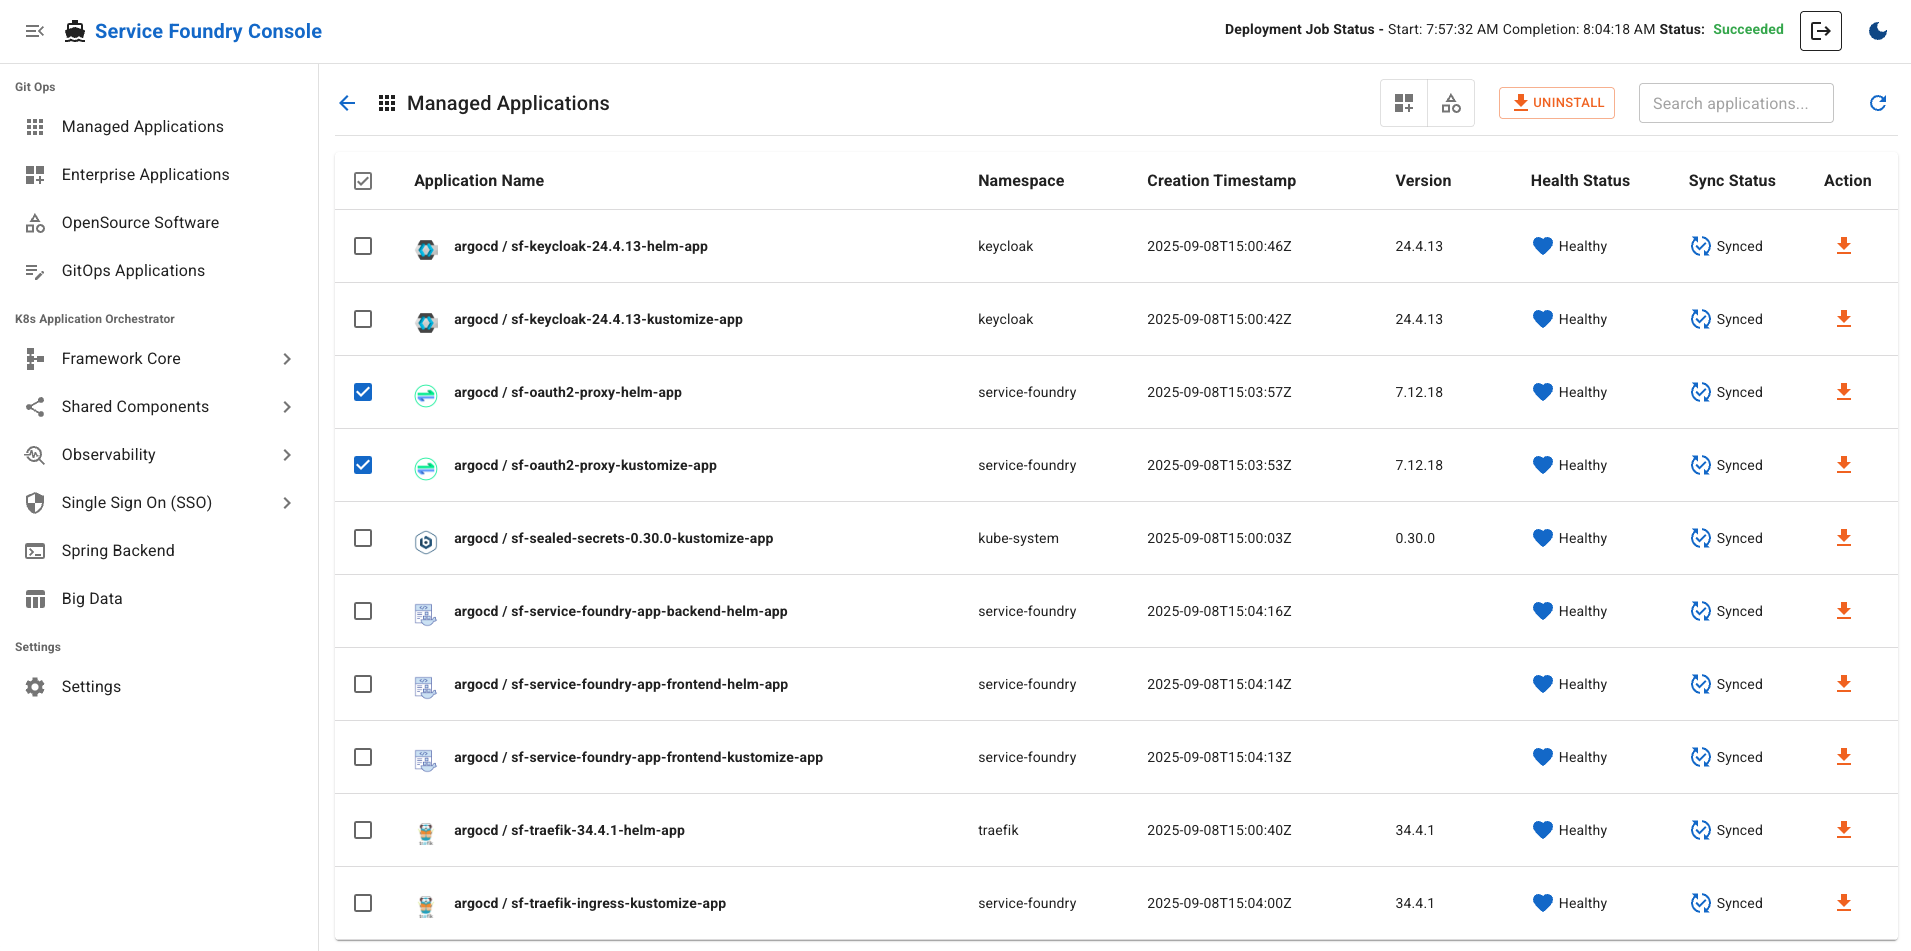 Service Foundry Console
Deployment Job Status - Start: 7:57:32 AM Completion: 8:04:18 AM Status: Succeeded
Git Ops
Managed Applications
Enterprise Applications
OpenSource Software
GitOps Applications
K8s Application Orchestrator
Framework Core
Shared Components
Observability
Single Sign On (SSO)
Spring Backend
Big Data
Settings
Settings
Managed Applications
UNINSTALL
Search applications...
Application Name Namespace Creation Timestamp Version Health Status Sync Status Action
argocd / sf-keycloak-24.4.13-helm-app keycloak 2025-09-08T15:00:46Z 24.4.13 Healthy Synced
argocd / sf-keycloak-24.4.13-kustomize-app keycloak 2025-09-08T15:00:42Z 24.4.13 Healthy Synced
argocd / sf-oauth2-proxy-helm-app service-foundry 2025-09-08T15:03:57Z 7.12.18 Healthy Synced
argocd / sf-oauth2-proxy-kustomize-app service-foundry 2025-09-08T15:03:53Z 7.12.18 Healthy Synced
argocd / sf-sealed-secrets-0.30.0-kustomize-app kube-system 2025-09-08T15:00:03Z 0.30.0 Healthy Synced
argocd / sf-service-foundry-app-backend-helm-app service-foundry 2025-09-08T15:04:16Z Healthy Synced
argocd / sf-service-foundry-app-frontend-helm-app service-foundry 2025-09-08T15:04:14Z Healthy Synced
argocd / sf-service-foundry-app-frontend-kustomize-app service-foundry 2025-09-08T15:04:13Z Healthy Synced
argocd / sf-traefik-34.4.1-helm-app traefik 2025-09-08T15:00:40Z 34.4.1 Healthy Synced
argocd / sf-traefik-ingress-kustomize-app service-foundry 2025-09-08T15:04:00Z 34.4.1 Healthy Synced